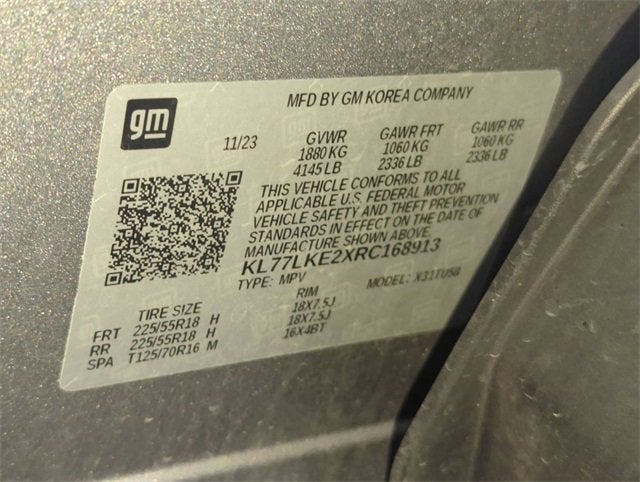 gm
MFD BY GM KOREA COMPANY
11/23 GVWR GAWR FRT GAWR RR
1880 KG 1060 KG 1060 KG
4145 LB 2336 LB 2336 LB
THIS VEHICLE CONFORMS TO ALL
APPLICABLE U.S. FEDERAL MOTOR
VEHICLE SAFETY AND THEFT PREVENTION
STANDARDS IN EFFECT ON THE DATE OF
MANUFACTURE SHOWN ABOVE.
KL77LKE2XRC168913
TYPE: MPV MODEL: X31TU58
TIRE SIZE RIM
FRT 225/55R18 H 18X7.5J
RR 225/55R18 H 18X7.5J
SPA T125/70R16 M 16X4BT